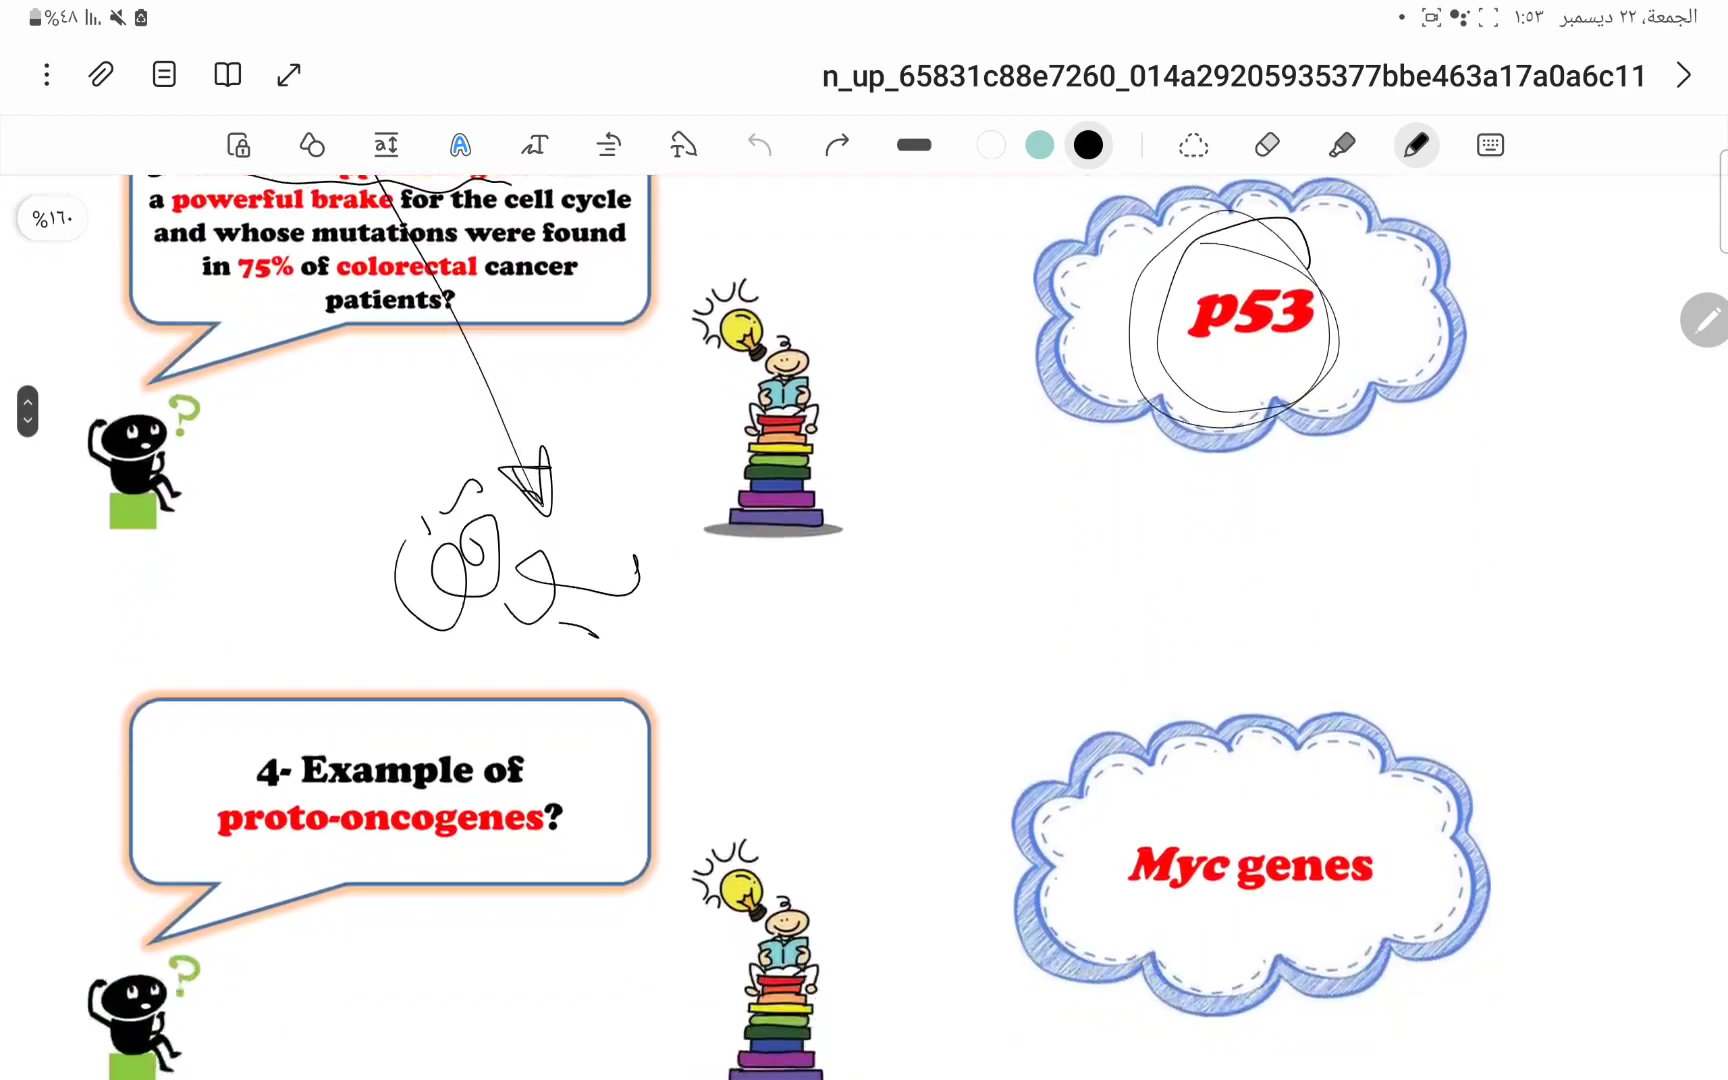 %٤٨
الجمعة، ٢٢ ديسمبر ١:٥٣
n_up_65831c88e7260_014a29205935377bbe463a17a0a6c11
%١٦٠
a powerful brake for the cell cycle
and whose mutations were found
in 75% of colorectal cancer
patients?
p53
4- Example of
proto-oncogenes?
Myc genes